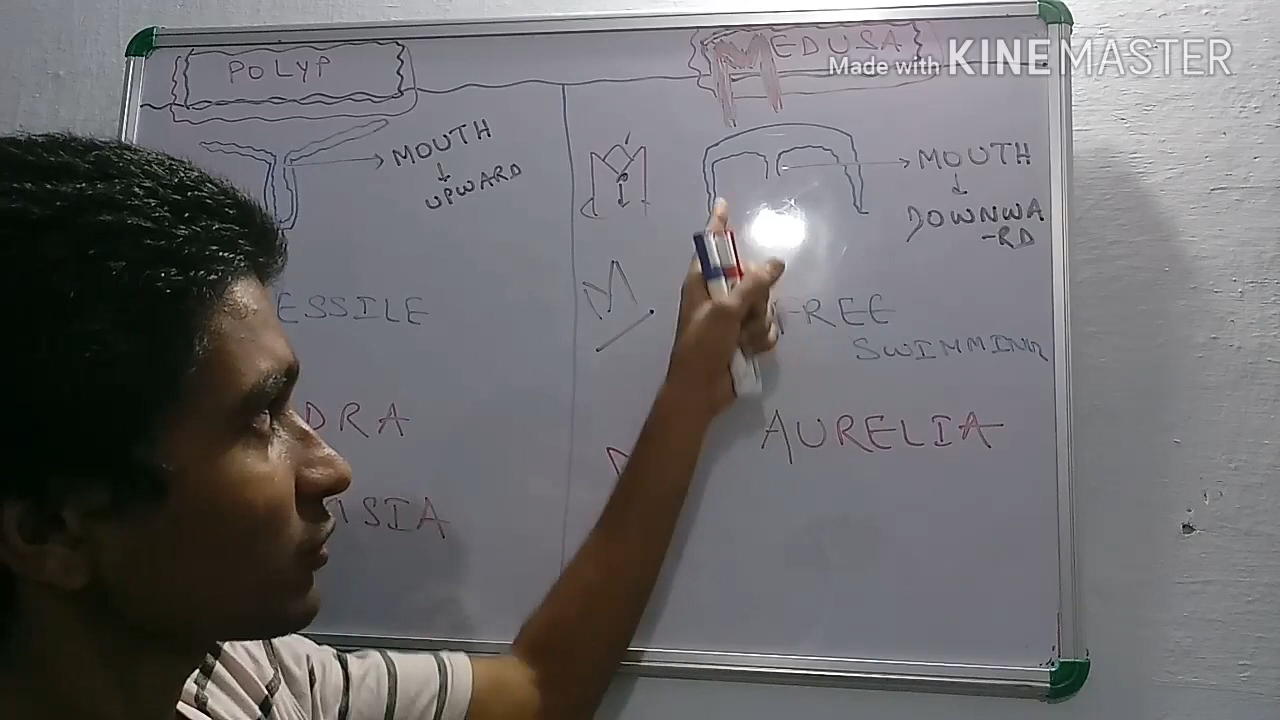 POLYP
MEDUSA
Made with KINEMASTER
MOUTH
↓
UPWARD
M
MOUTH
↓
DOWNWA
-RD
M
ESSILE
FREE
SWIMMING
DRA
AURELIA
SIA